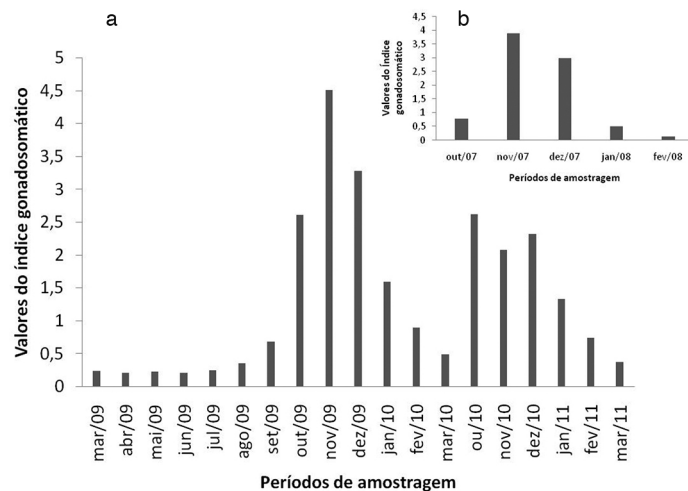 a
Valores do índice gonadosomático
5
4,5
4
3,5
3
2,5
2
1,5
1
0,5
0
mar/09
abr/09
mai/09
jun/09
jul/09
ago/09
set/09
out/09
nov/09
dez/09
jan/10
fev/10
mar/10
ou/10
nov/10
dez/10
jan/11
fev/11
mar/11
Períodos de amostragem
b
Valores do índice
gonadosomático
4,5
4
3,5
3
2,5
2
1,5
1
0,5
0
out/07
nov/07
dez/07
jan/08
fev/08
Períodos de amostragem